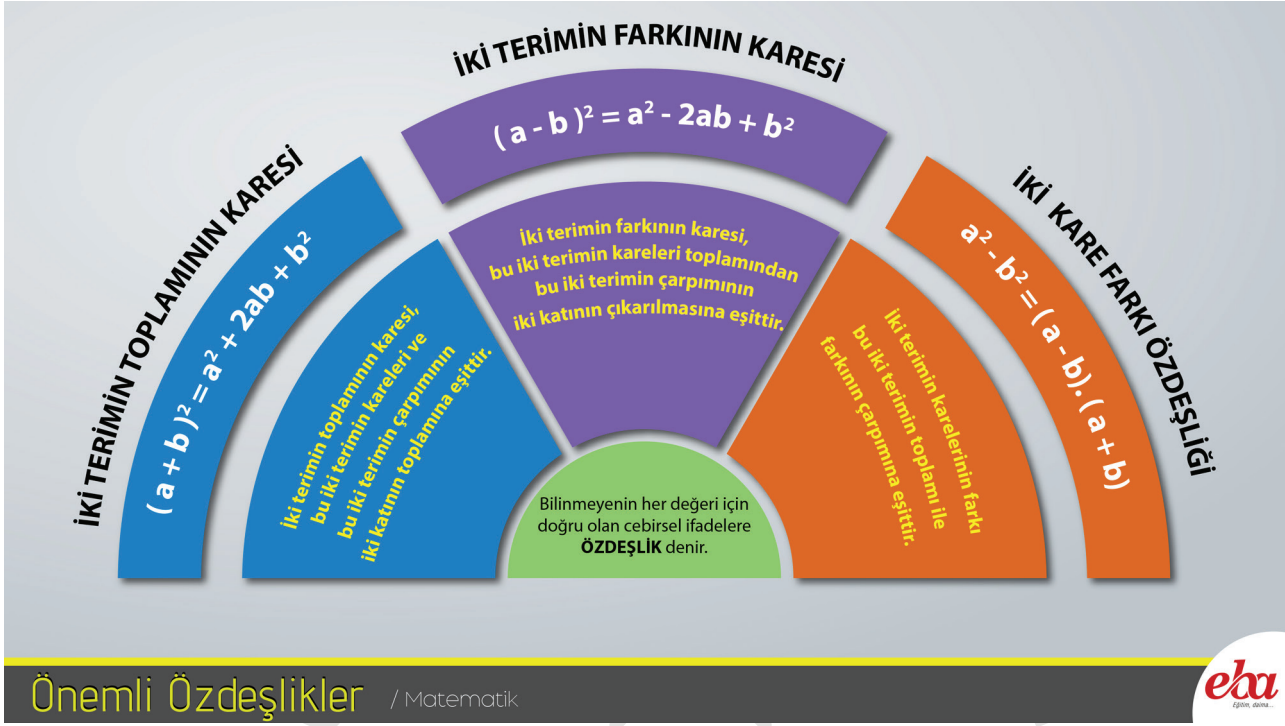 İKİ TERİMİN TOPLAMININ KARESİ
( a + b )² = a² + 2ab + b²
İki terimin toplamının karesi,
bu iki terimin kareleri ve
bu iki terimin çarpımının
iki katının toplamına eşittir.
İKİ TERİMİN FARKININ KARESİ
( a - b )² = a² - 2ab + b²
İki terimin farkının karesi,
bu iki terimin kareleri toplamından
bu iki terimin çarpımının
iki katının çıkarılmasına eşittir.
İKİ KARE FARKI ÖZDEŞLİĞİ
a² - b² = ( a - b) . ( a + b)
İki terimin karelerinin farkı
bu iki terimin toplamı ile
farkının çarpımına eşittir.
Bilinmeyenin her değeri için
doğru olan cebirsel ifadelere
ÖZDEŞLİK denir.
Önemli Özdeşlikler / Matematik
eba
Eğitim, daima...